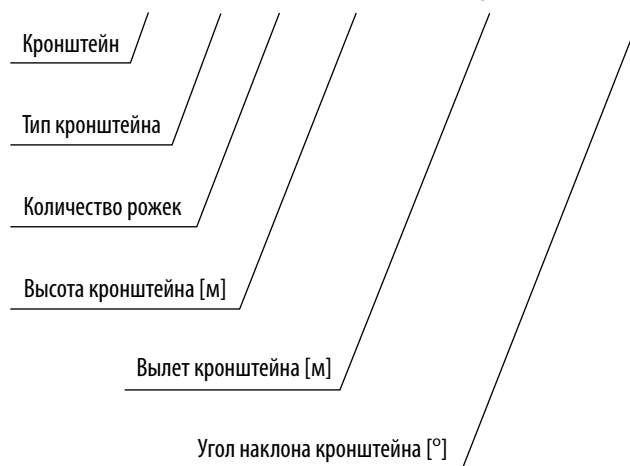 Кронштейн
Тип кронштейна
Количество рожек
Высота кронштейна [м]
Вылет кронштейна [м]
Угол наклона кронштейна [°]